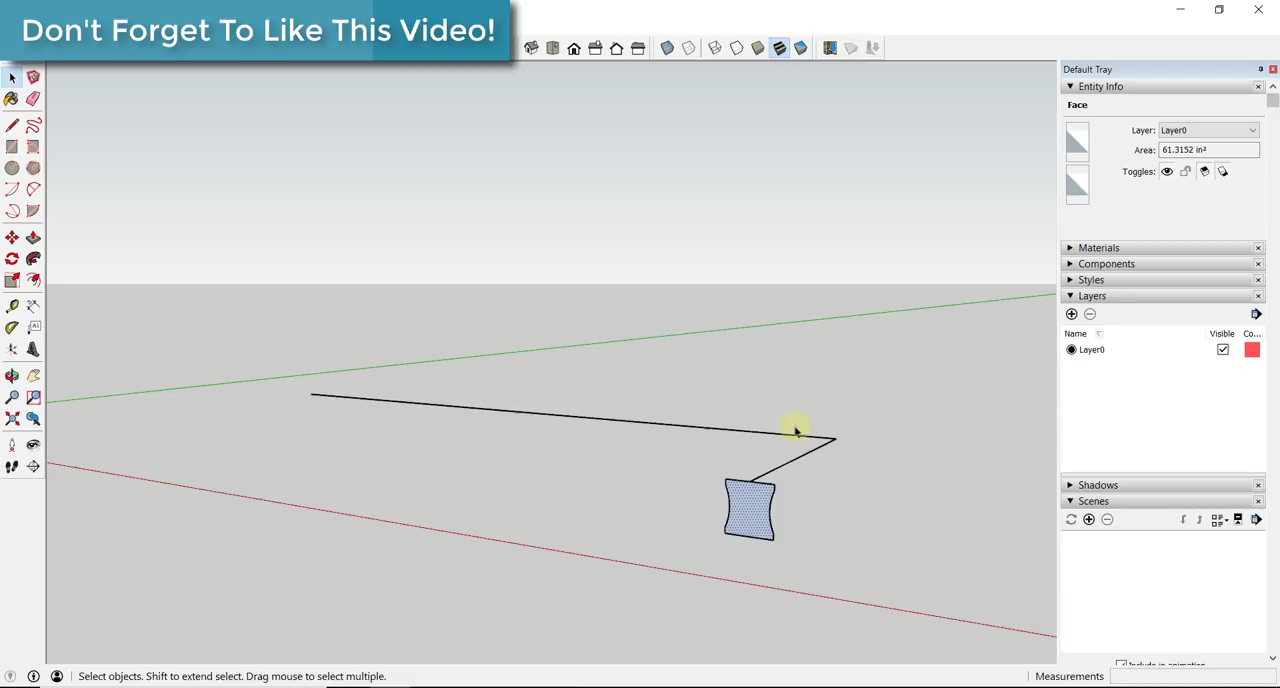 Don't Forget To Like This Video!
Default Tray
Entity Info
Face
Layer: Layer0
Area: 61.3152 in²
Toggles:
Materials
Components
Styles
Layers
Name Visible Co...
Layer0
Shadows
Scenes
Include in animation
Select objects. Shift to extend select. Drag mouse to select multiple.
Measurements